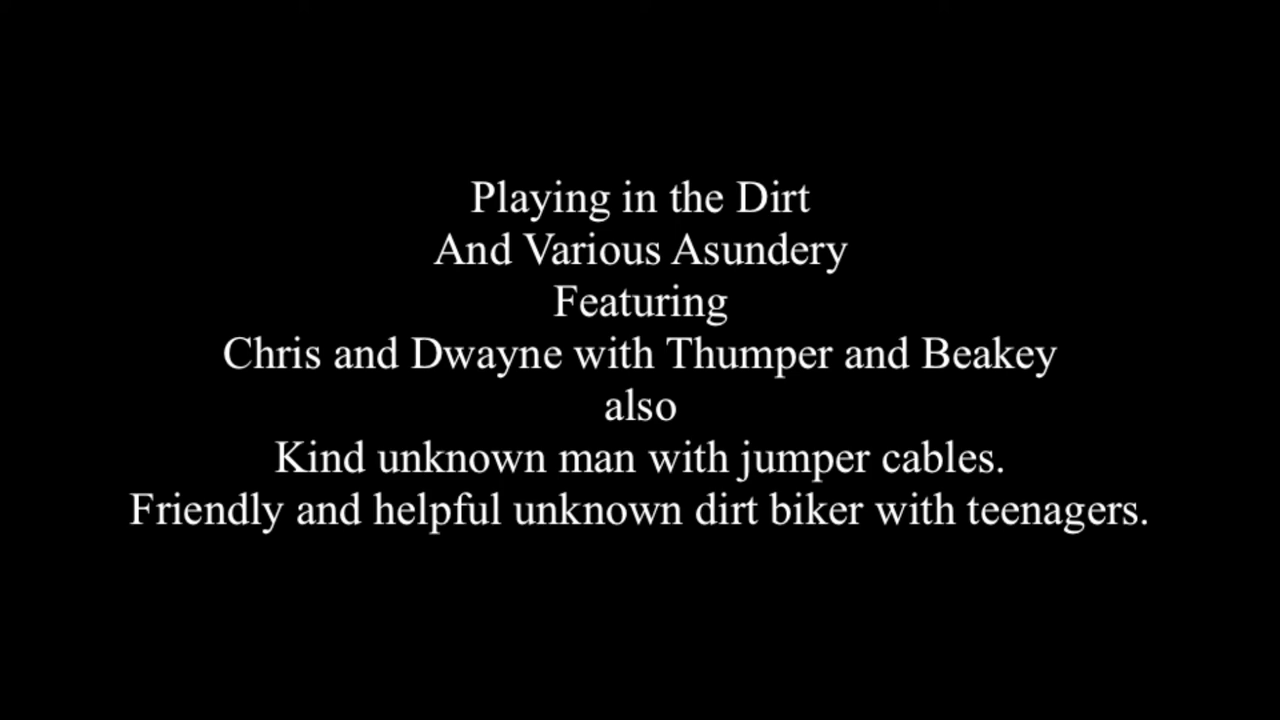 Playing in the Dirt
And Various Asundery
Featuring
Chris and Dwayne with Thumper and Beakey
also
Kind unknown man with jumper cables.
Friendly and helpful unknown dirt biker with teenagers.